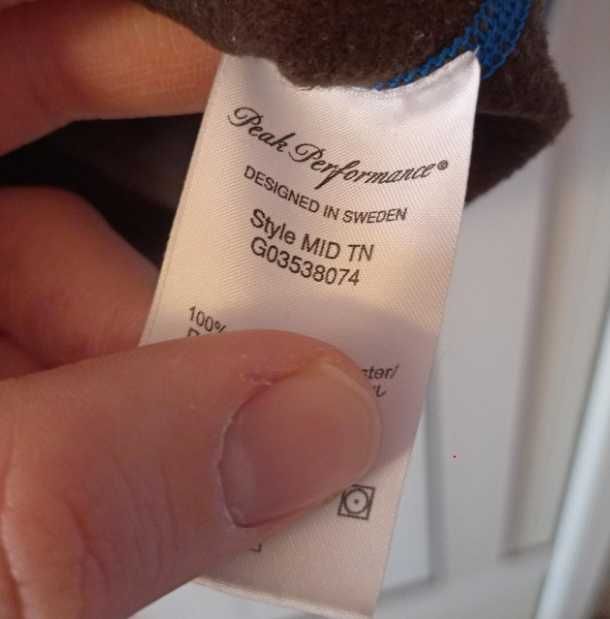 Peak Performance®
DESIGNED IN SWEDEN
Style MID TN
G03538074
100%